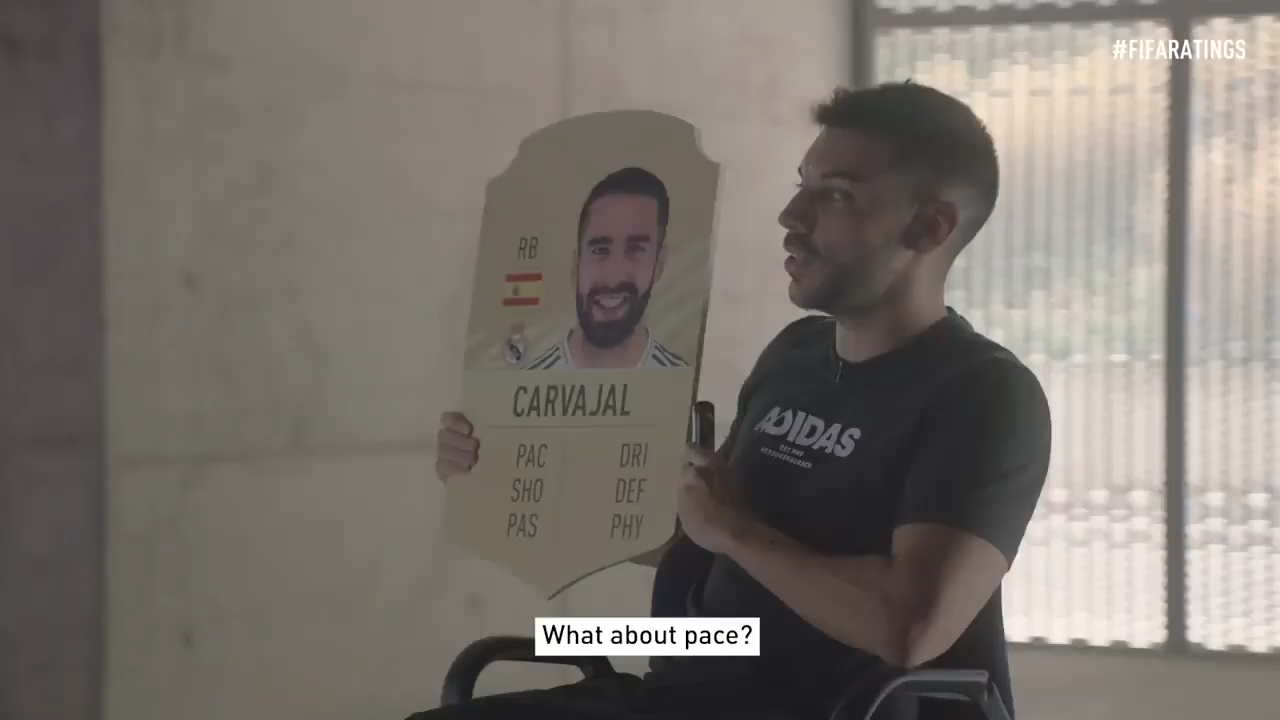 #FIFARATINGS
RB
CARVAJAL
PAC DRI
SHO DEF
PAS PHY
ADIDAS
What about pace?